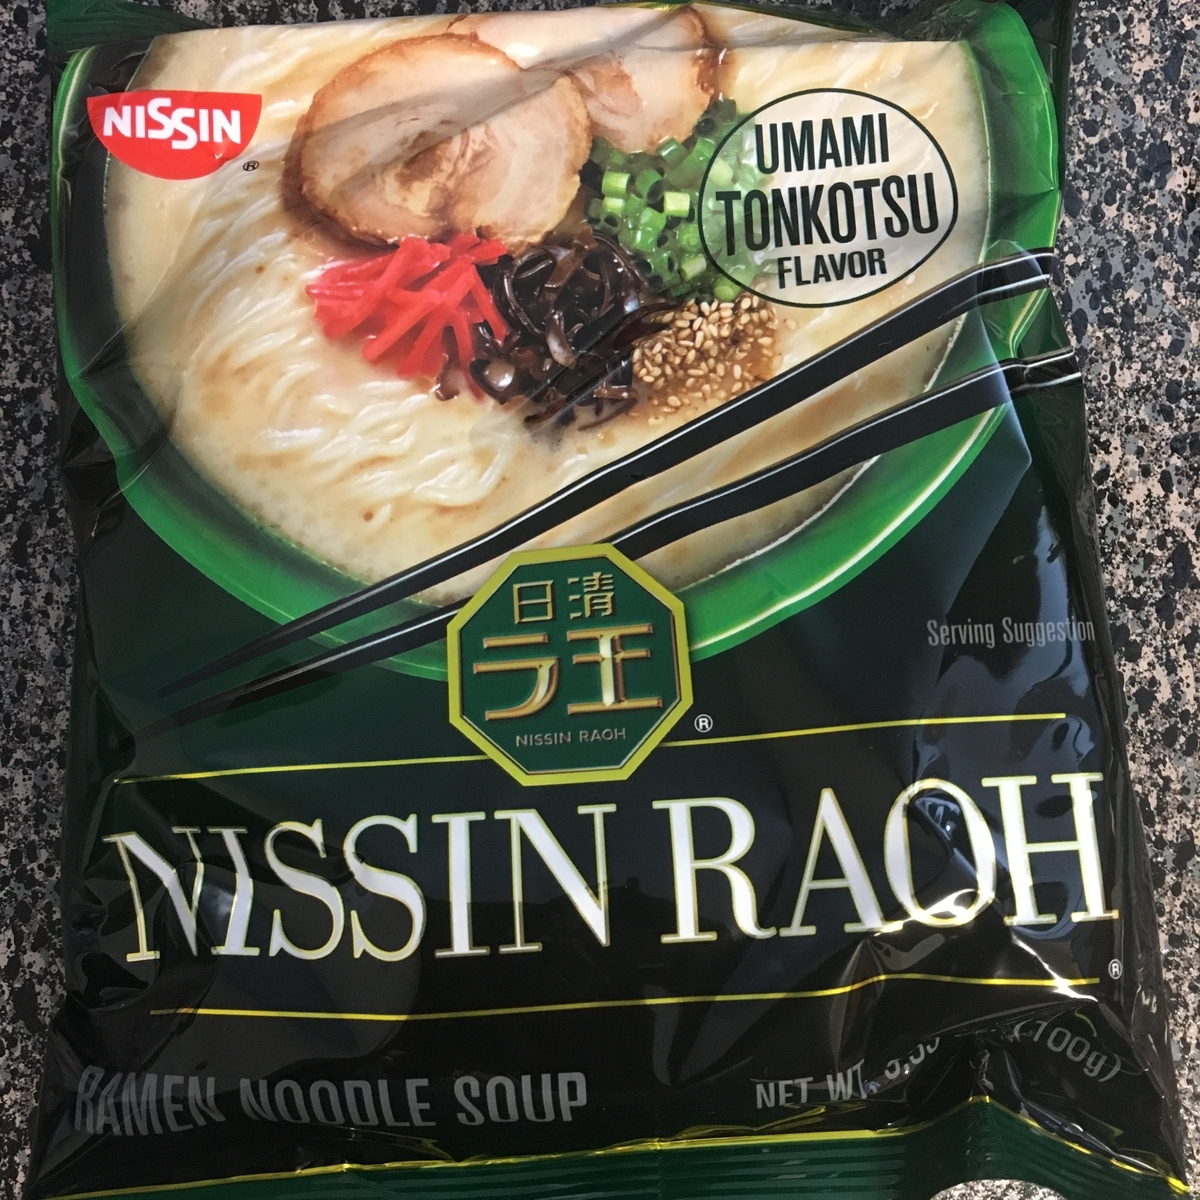 NISSIN
®
UMAMI
TONKOTSU
FLAVOR
日清
ラ王
NISSIN RAOH
®
Serving Suggestion
NISSIN RAOH
®
RAMEN NOODLE SOUP
NET WT. (100g)